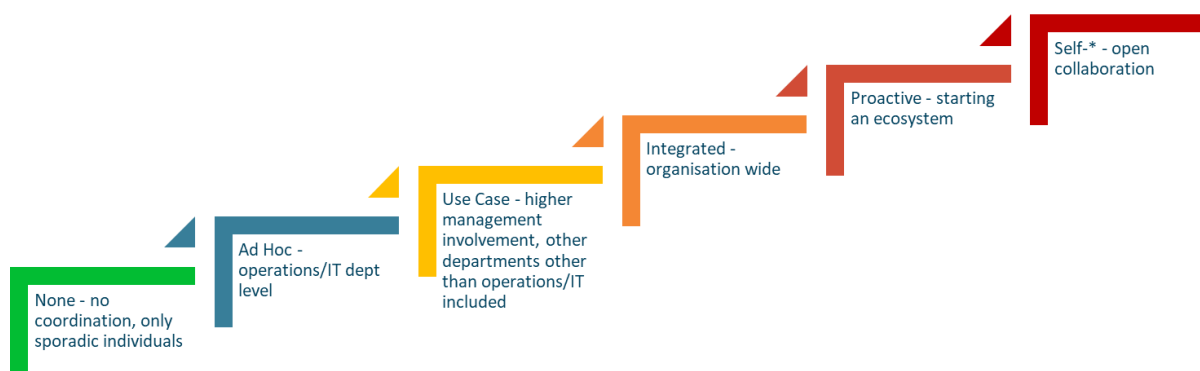 None - no
coordination, only
sporadic individuals
Ad Hoc -
operations/IT dept
level
Use Case - higher
management
involvement, other
departments other
than operations/IT
included
Integrated -
organisation wide
Proactive - starting
an ecosystem
Self-* - open
collaboration